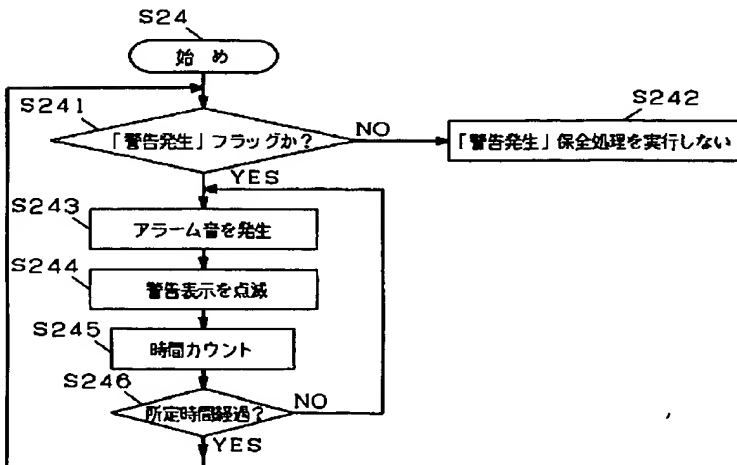 S24
始め
S241
「警告発生」フラッグか?
NO
S242
「警告発生」保全処理を実行しない
YES
S243
アラーム音を発生
S244
警告表示を点滅
S245
時間カウント
S246
所定時間経過?
NO
YES